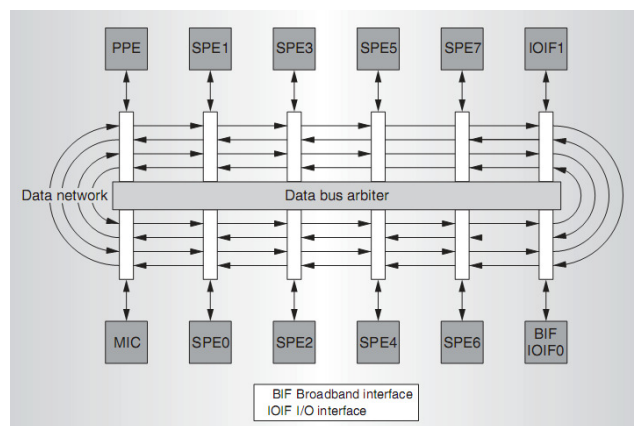 PPE SPE1 SPE3 SPE5 SPE7 IOIF1
Data network
Data bus arbiter
MIC SPE0 SPE2 SPE4 SPE6 BIF
IOIF0
BIF Broadband interface
IOIF I/O interface